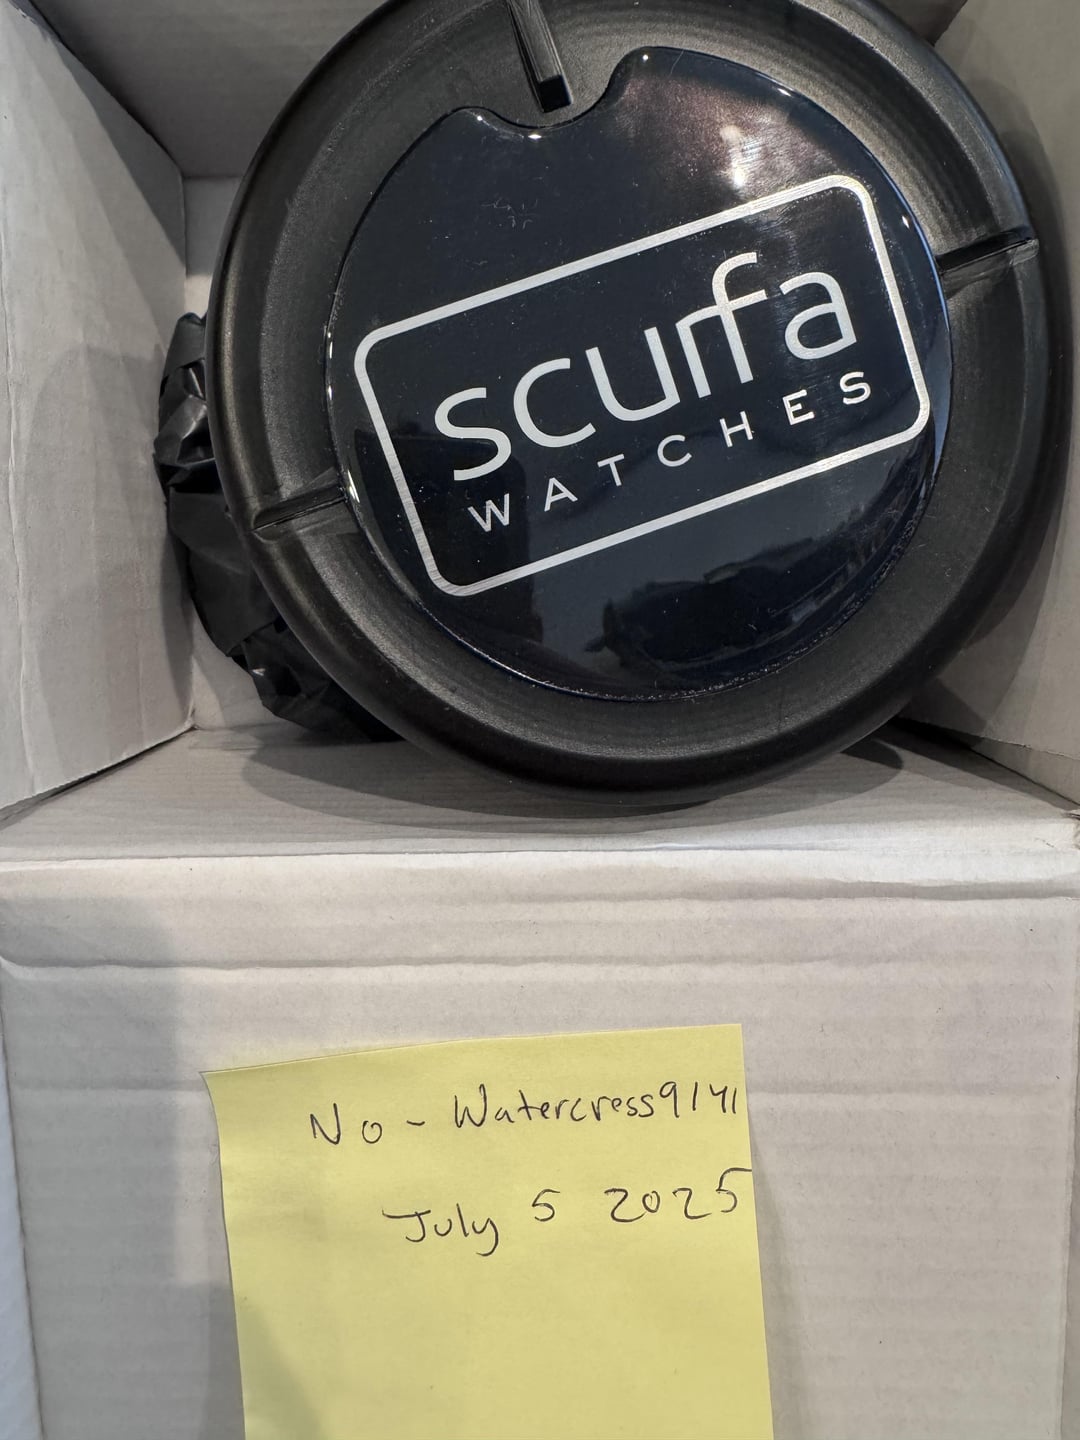 scurfa
WATCHES
No-Watercress9141
July 5 2025